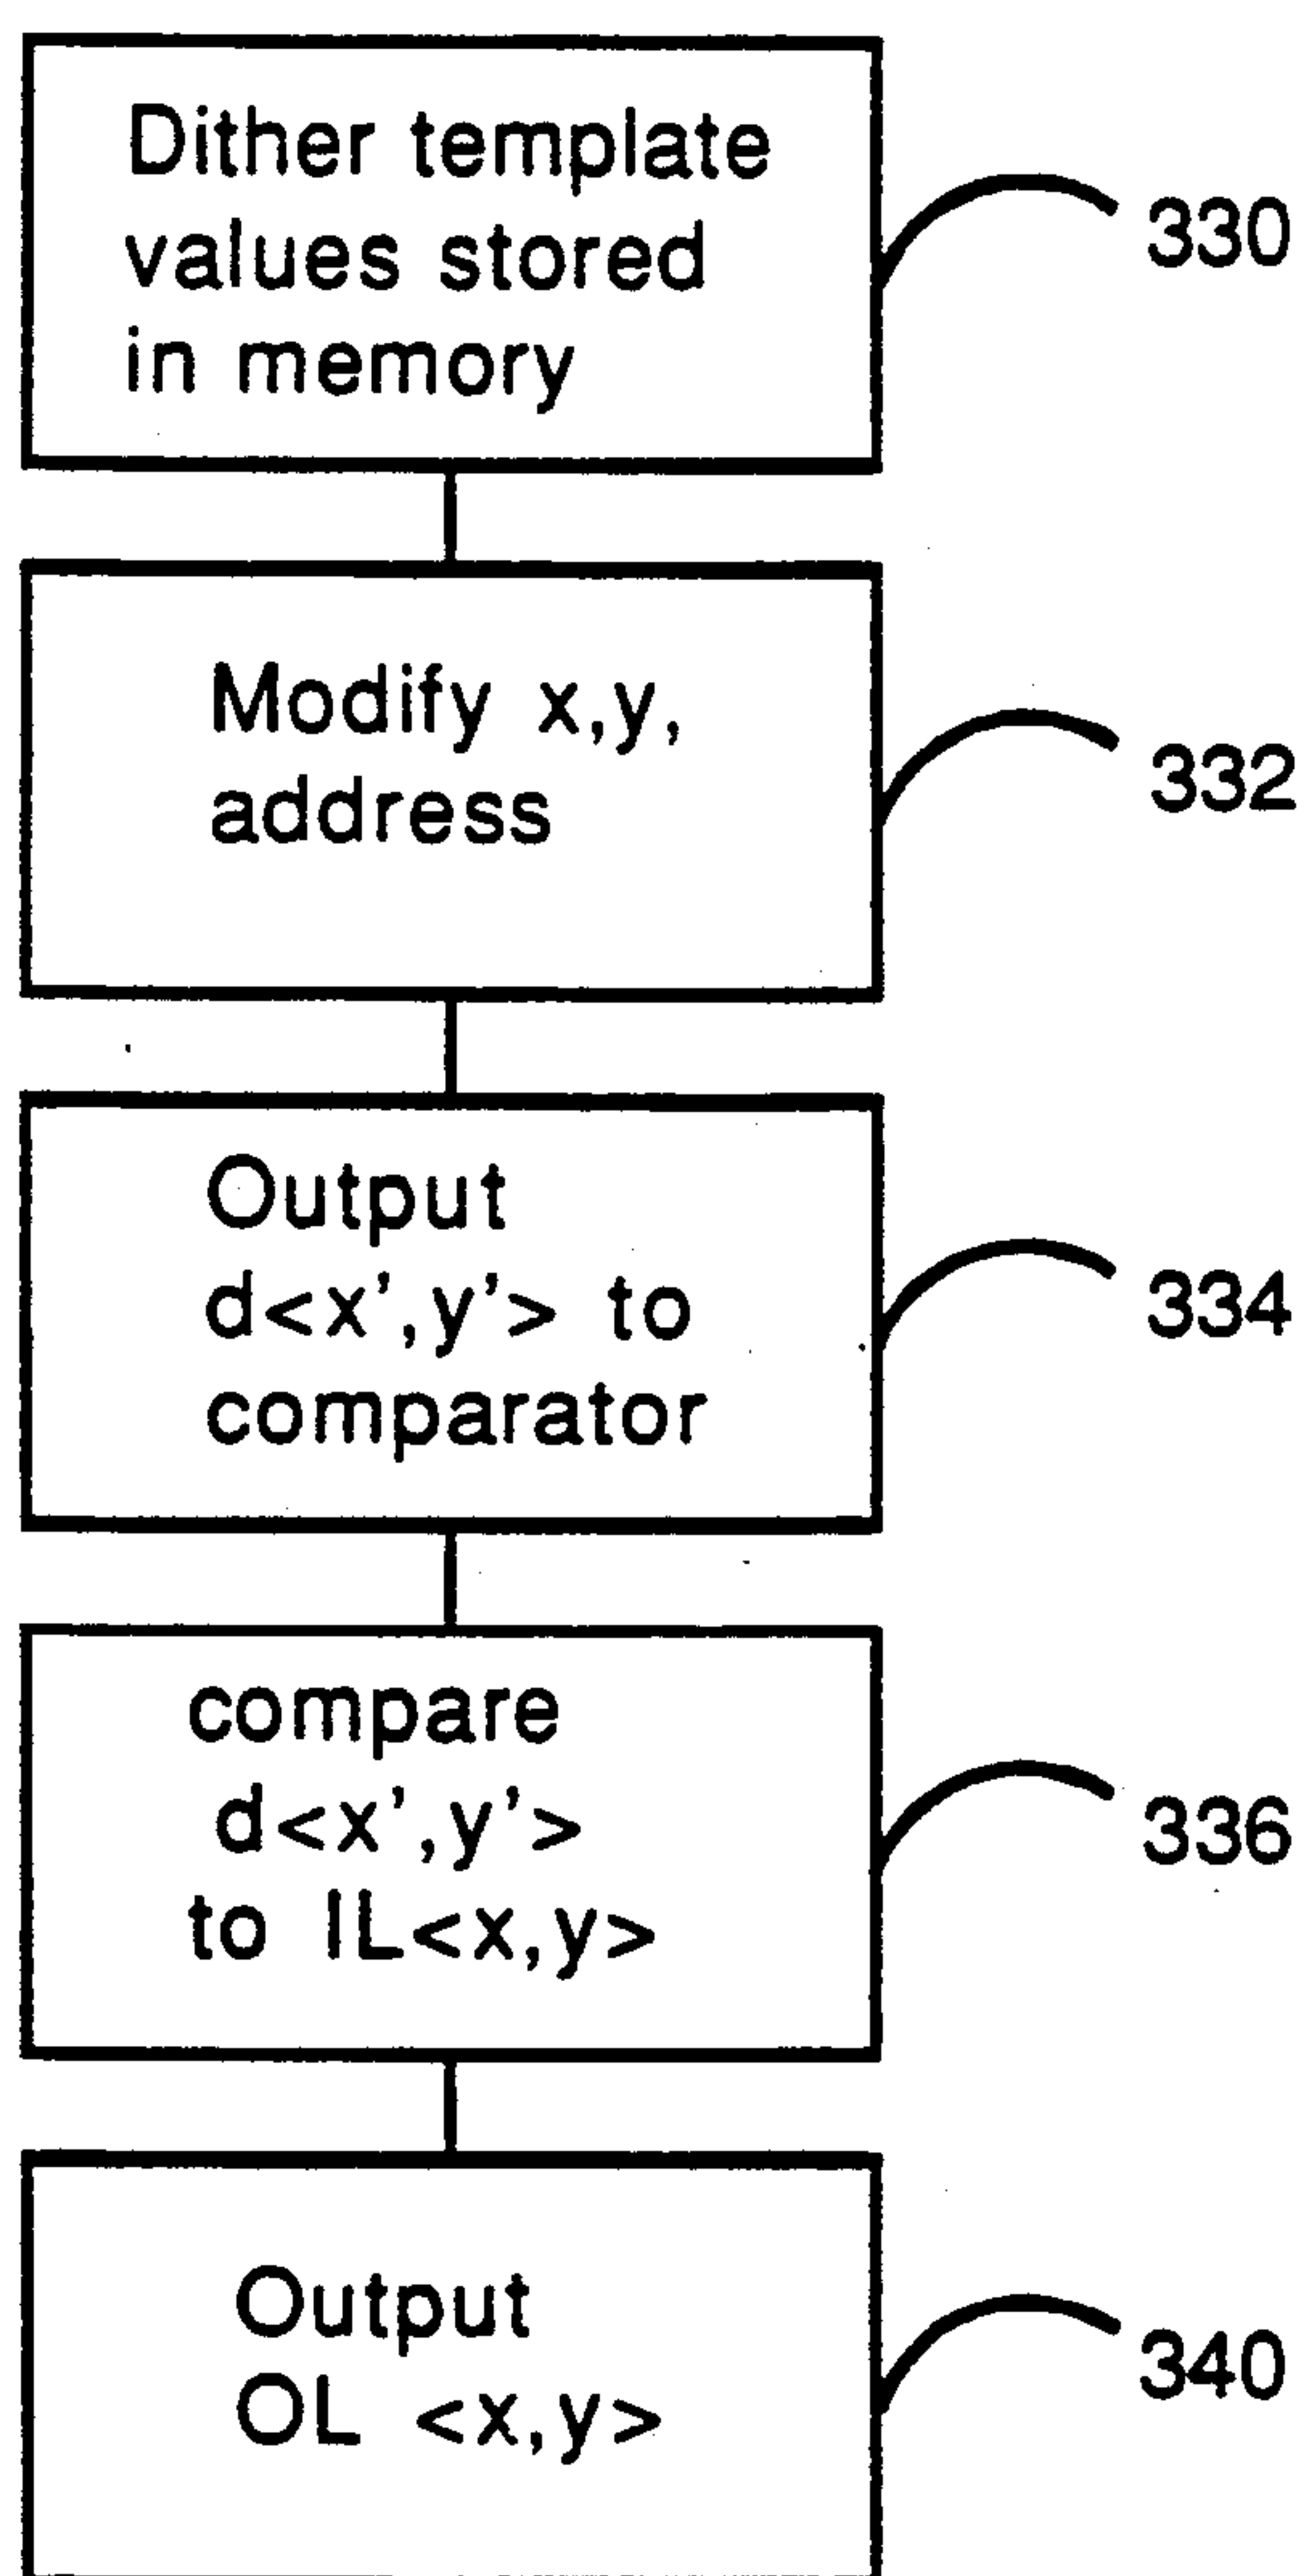 Dither template
values stored
in memory
330
Modify x,y,
address
332
Output
d<x',y'> to
comparator
334
compare
d<x',y'>
to IL<x,y>
336
Output
OL <x,y>
340